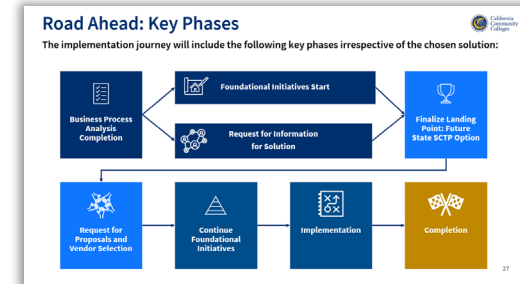 Road Ahead: Key Phases
California
Community
Colleges
The implementation journey will include the following key phases irrespective of the chosen solution:
Business Process
Analysis
Completion
Foundational Initiatives Start
Request for Information
for Solution
Finalize Landing
Point: Future
State SCTP Option
Request for
Proposals and
Vendor Selection
Continue
Foundational
Initiatives
Implementation
Completion
27